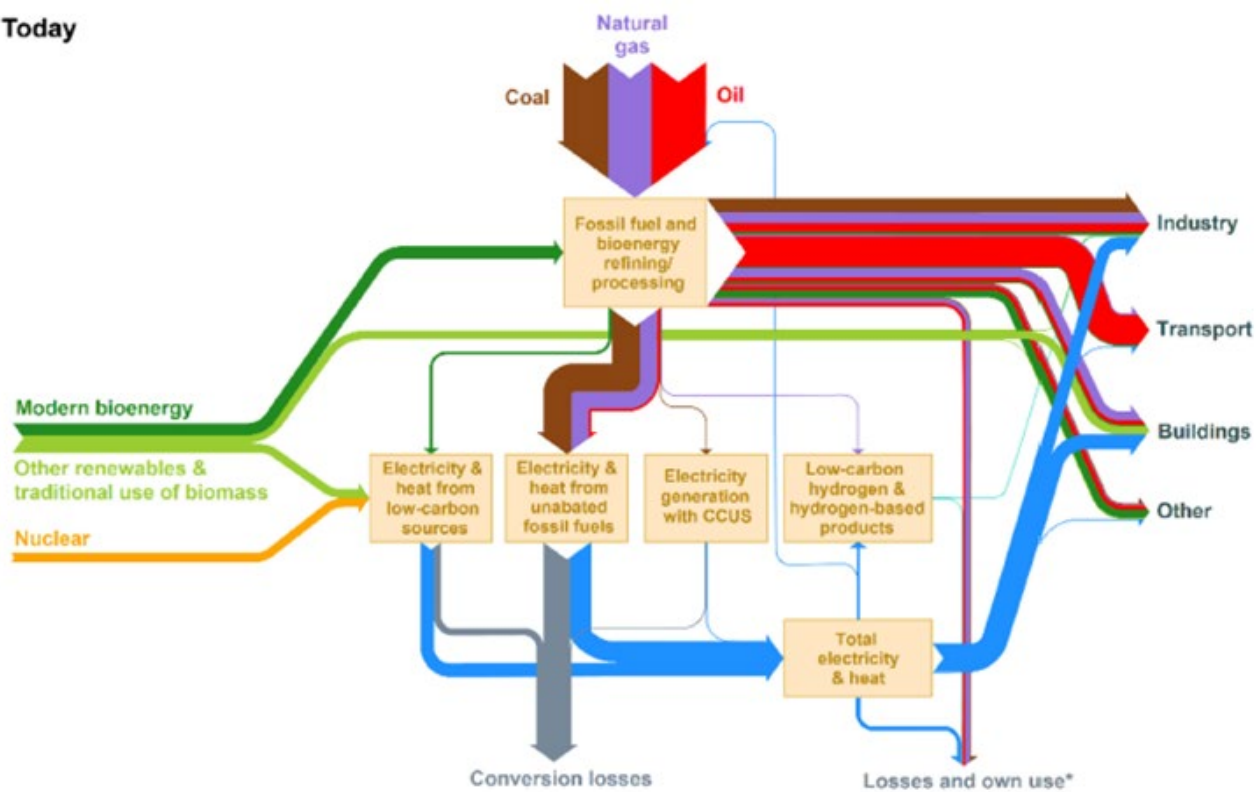 Today
Natural
gas
Coal
Oil
Fossil fuel and
bioenergy
refining/
processing
Industry
Transport
Modern bioenergy
Other renewables &
traditional use of biomass
Nuclear
Buildings
Electricity &
heat from
low-carbon
sources
Electricity &
heat from
unabated
fossil fuels
Electricity
generation
with CCUS
Low-carbon
hydrogen &
hydrogen-based
products
Other
Total
electricity
& heat
Conversion losses
Losses and own use*